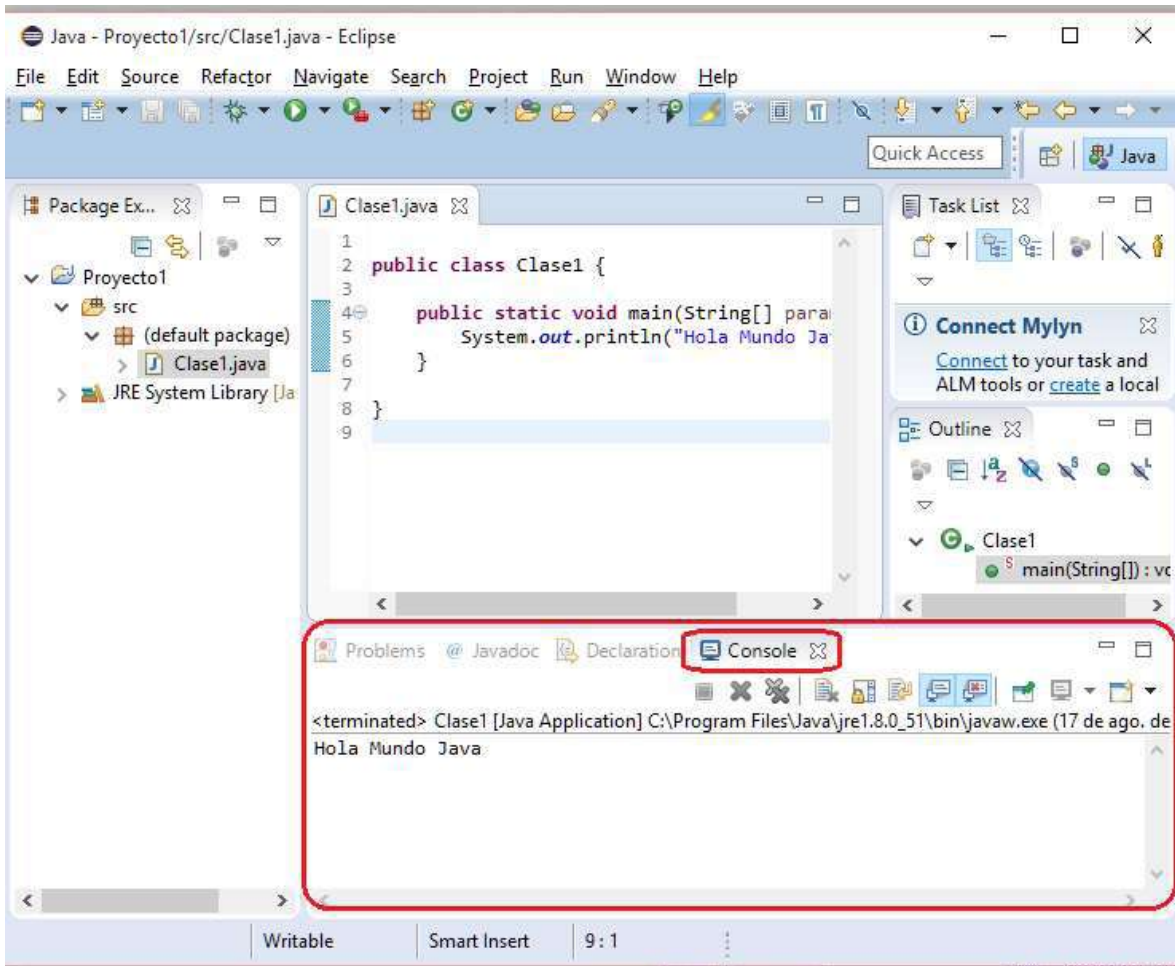 Java - Proyecto1/src/Clase1.java - Eclipse
File Edit Source Refactor Navigate Search Project Run Window Help
Quick Access
Java
Package Ex...
Proyecto1
src
(default package)
Clase1.java
JRE System Library [Ja
Clase1.java
1
2 public class Clase1 {
3
4 public static void main(String[] para
5 System.out.println("Hola Mundo Ja
6 }
7
8 }
9
Task List
Connect Mylyn
Connect to your task and
ALM tools or create a local
Outline
Clase1
main(String[]) : vo
Problems @ Javadoc Declaration Console
<terminated> Clase1 [Java Application] C:\Program Files\Java\jre1.8.0_51\bin\javaw.exe (17 de ago. de
Hola Mundo Java
Writable Smart Insert 9 : 1